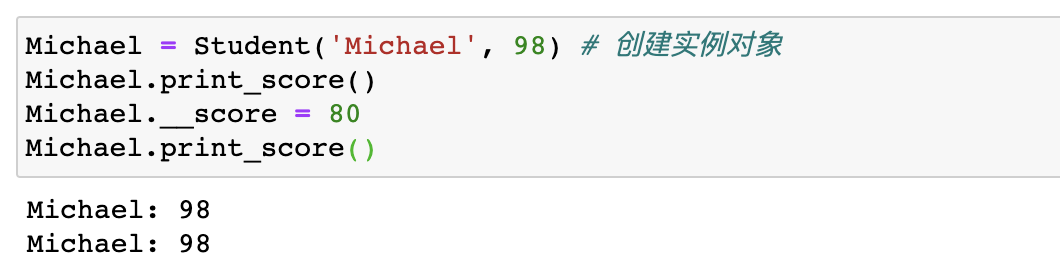 Michael = Student('Michael', 98) # 创建实例对象
Michael.print_score()
Michael.__score = 80
Michael.print_score()
Michael: 98
Michael: 98